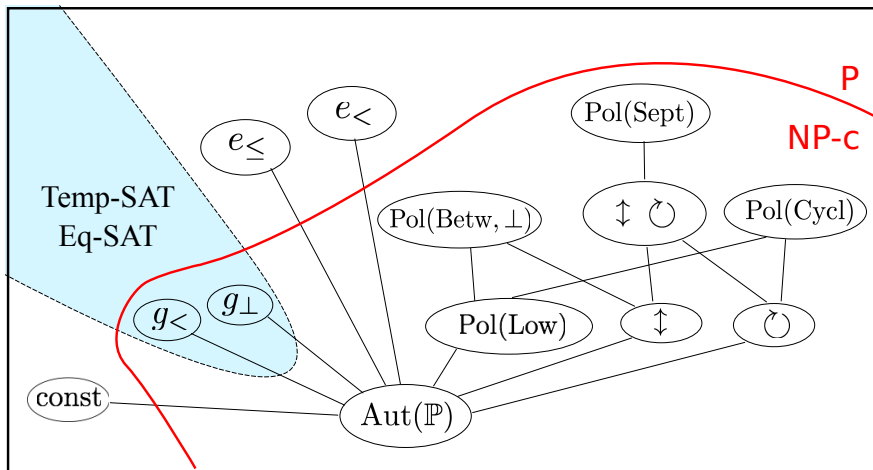 P
NP-c
e<
Pol(Sept)
e≤
Temp-SAT
Eq-SAT
Pol(Betw, ⊥)
↕ ↻
Pol(Cycl)
g<
g⊥
Pol(Low)
↕
↻
const
Aut(ℙ)